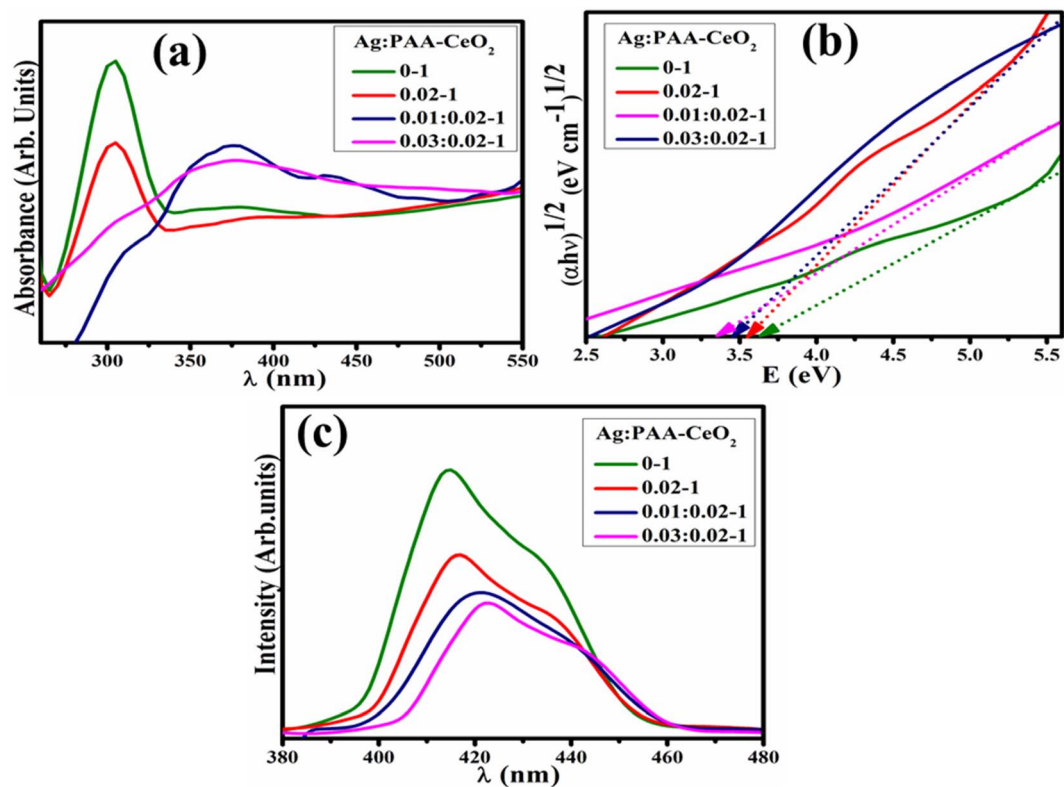 (a)
Ag:PAA-CeO₂
0-1
0.02-1
0.01:0.02-1
0.03:0.02-1
Absorbance (Arb. Units)
300 350 400 450 500 550
λ (nm)
(b)
Ag:PAA-CeO₂
0-1
0.02-1
0.01:0.02-1
0.03:0.02-1
(αhν)^1/2 (eV cm⁻¹)^1/2
2.5 3.0 3.5 4.0 4.5 5.0 5.5
E (eV)
(c)
Ag:PAA-CeO₂
0-1
0.02-1
0.01:0.02-1
0.03:0.02-1
Intensity (Arb.units)
380 400 420 440 460 480
λ (nm)